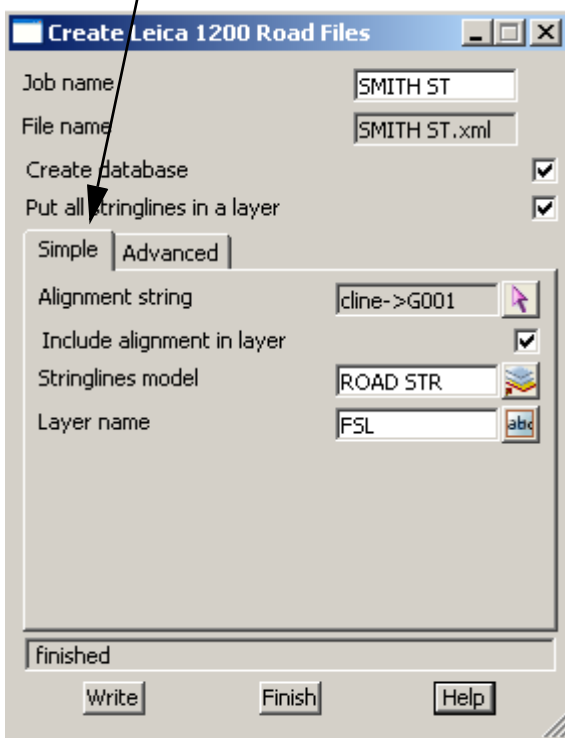 Create Leica 1200 Road Files
Job name SMITH ST
File name SMITH ST.xml
Create database
Put all stringlines in a layer
Simple Advanced
Alignment string cline->G001
Include alignment in layer
Stringlines model ROAD STR
Layer name FSL abc
finished
Write Finish Help